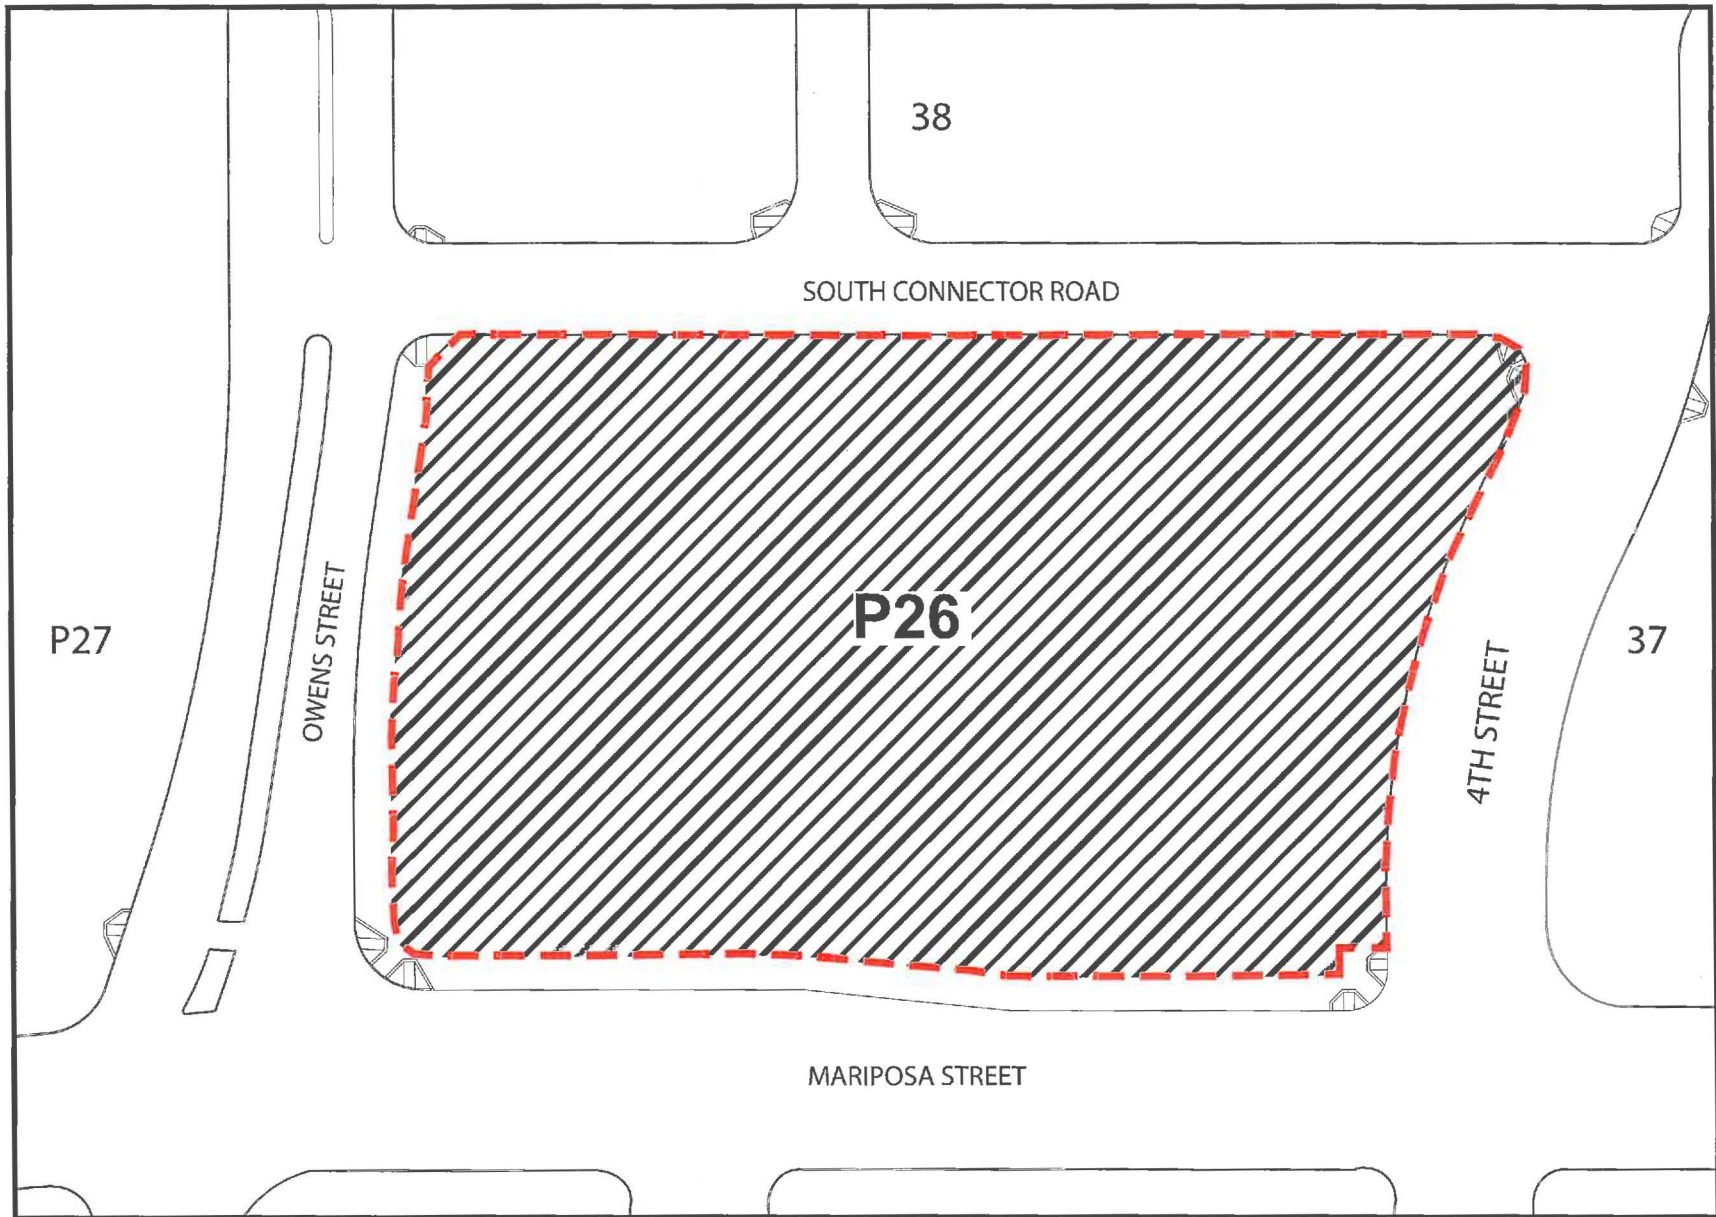 38
SOUTH CONNECTOR ROAD
P27
OWENS STREET
P26
4TH STREET
37
MARIPOSA STREET